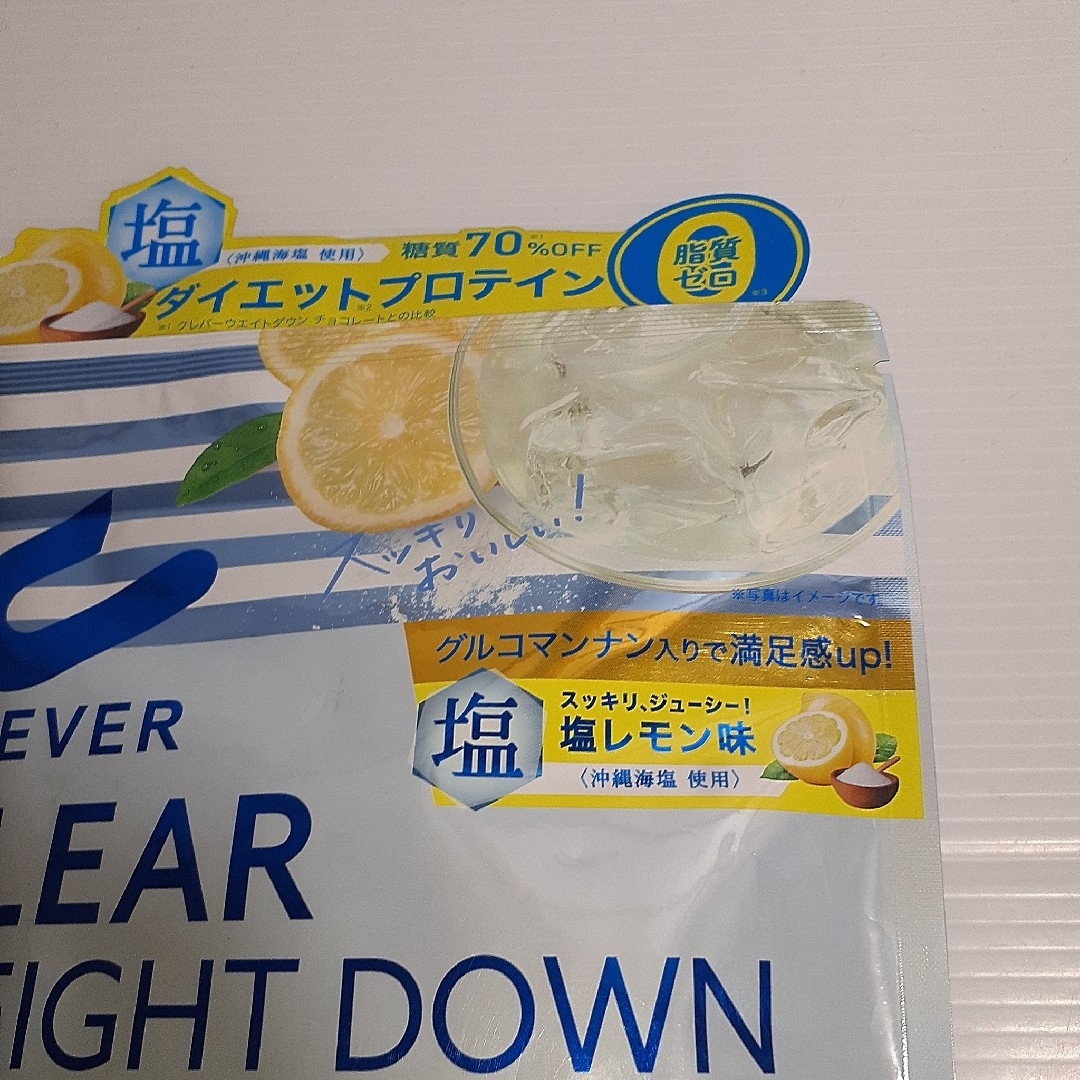 塩
〈沖縄海塩 使用〉
糖質70%OFF
※1
ダイエットプロテイン
※2
※1 クレバーウエイトダウン チョコレートとの比較
脂質
ゼロ
※3
スッキリ
おいしい!
※写真はイメージです
グルコマンナン入りで満足感up!
塩
スッキリ、ジューシー!
塩レモン味
〈沖縄海塩 使用〉
EVER
LEAR
IGHT DOWN